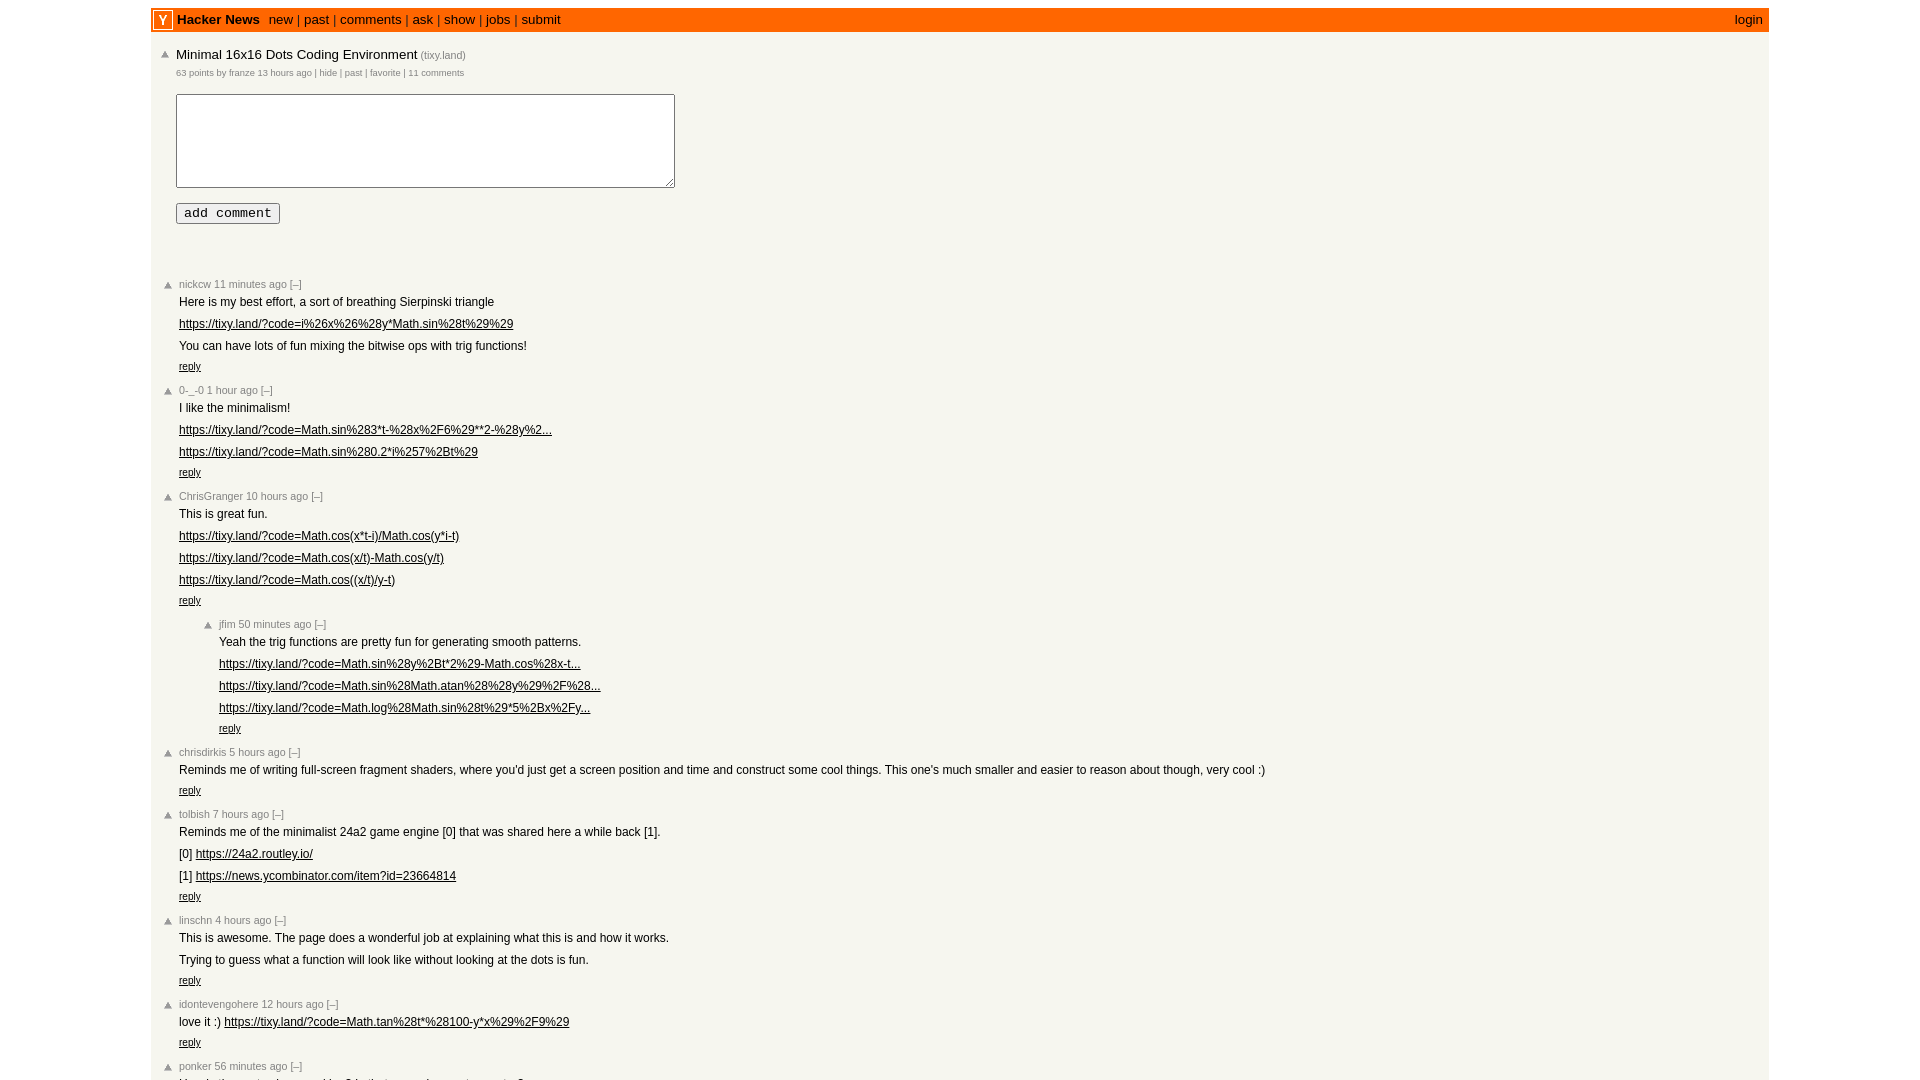 Y Hacker News new | past | comments | ask | show | jobs | submit login
Minimal 16x16 Dots Coding Environment (tixy.land)
63 points by franze 13 hours ago | hide | past | favorite | 11 comments
add comment
nickcw 11 minutes ago [–]
Here is my best effort, a sort of breathing Sierpinski triangle
https://tixy.land/?code=i%26x%26%28y*Math.sin%28t%29%29
You can have lots of fun mixing the bitwise ops with trig functions!
reply
0-_-0 1 hour ago [–]
I like the minimalism!
https://tixy.land/?code=Math.sin%283*t-%28x%2F6%29**2-%28y%2...
https://tixy.land/?code=Math.sin%280.2*i%257%2Bt%29
reply
ChrisGranger 10 hours ago [–]
This is great fun.
https://tixy.land/?code=Math.cos(x*t-i)/Math.cos(y*i-t)
https://tixy.land/?code=Math.cos(x/t)-Math.cos(y/t)
https://tixy.land/?code=Math.cos((x/t)/y-t)
reply
jfim 50 minutes ago [–]
Yeah the trig functions are pretty fun for generating smooth patterns.
https://tixy.land/?code=Math.sin%28y%2Bt*2%29-Math.cos%28x-t...
https://tixy.land/?code=Math.sin%28Math.atan%28%28y%29%2F%28...
https://tixy.land/?code=Math.log%28Math.sin%28t%29*5%2Bx%2Fy...
reply
chrisdirkis 5 hours ago [–]
Reminds me of writing full-screen fragment shaders, where you'd just get a screen position and time and construct some cool things. This one's much smaller and easier to reason about though, very cool :)
reply
tolbish 7 hours ago [–]
Reminds me of the minimalist 24a2 game engine [0] that was shared here a while back [1].
[0] https://24a2.routley.io/
[1] https://news.ycombinator.com/item?id=23664814
reply
linschn 4 hours ago [–]
This is awesome. The page does a wonderful job at explaining what this is and how it works.
Trying to guess what a function will look like without looking at the dots is fun.
reply
idontevengohere 12 hours ago [–]
love it :) https://tixy.land/?code=Math.tan%28t*%28100-y*x%29%2F9%29
reply
ponker 56 minutes ago [–]